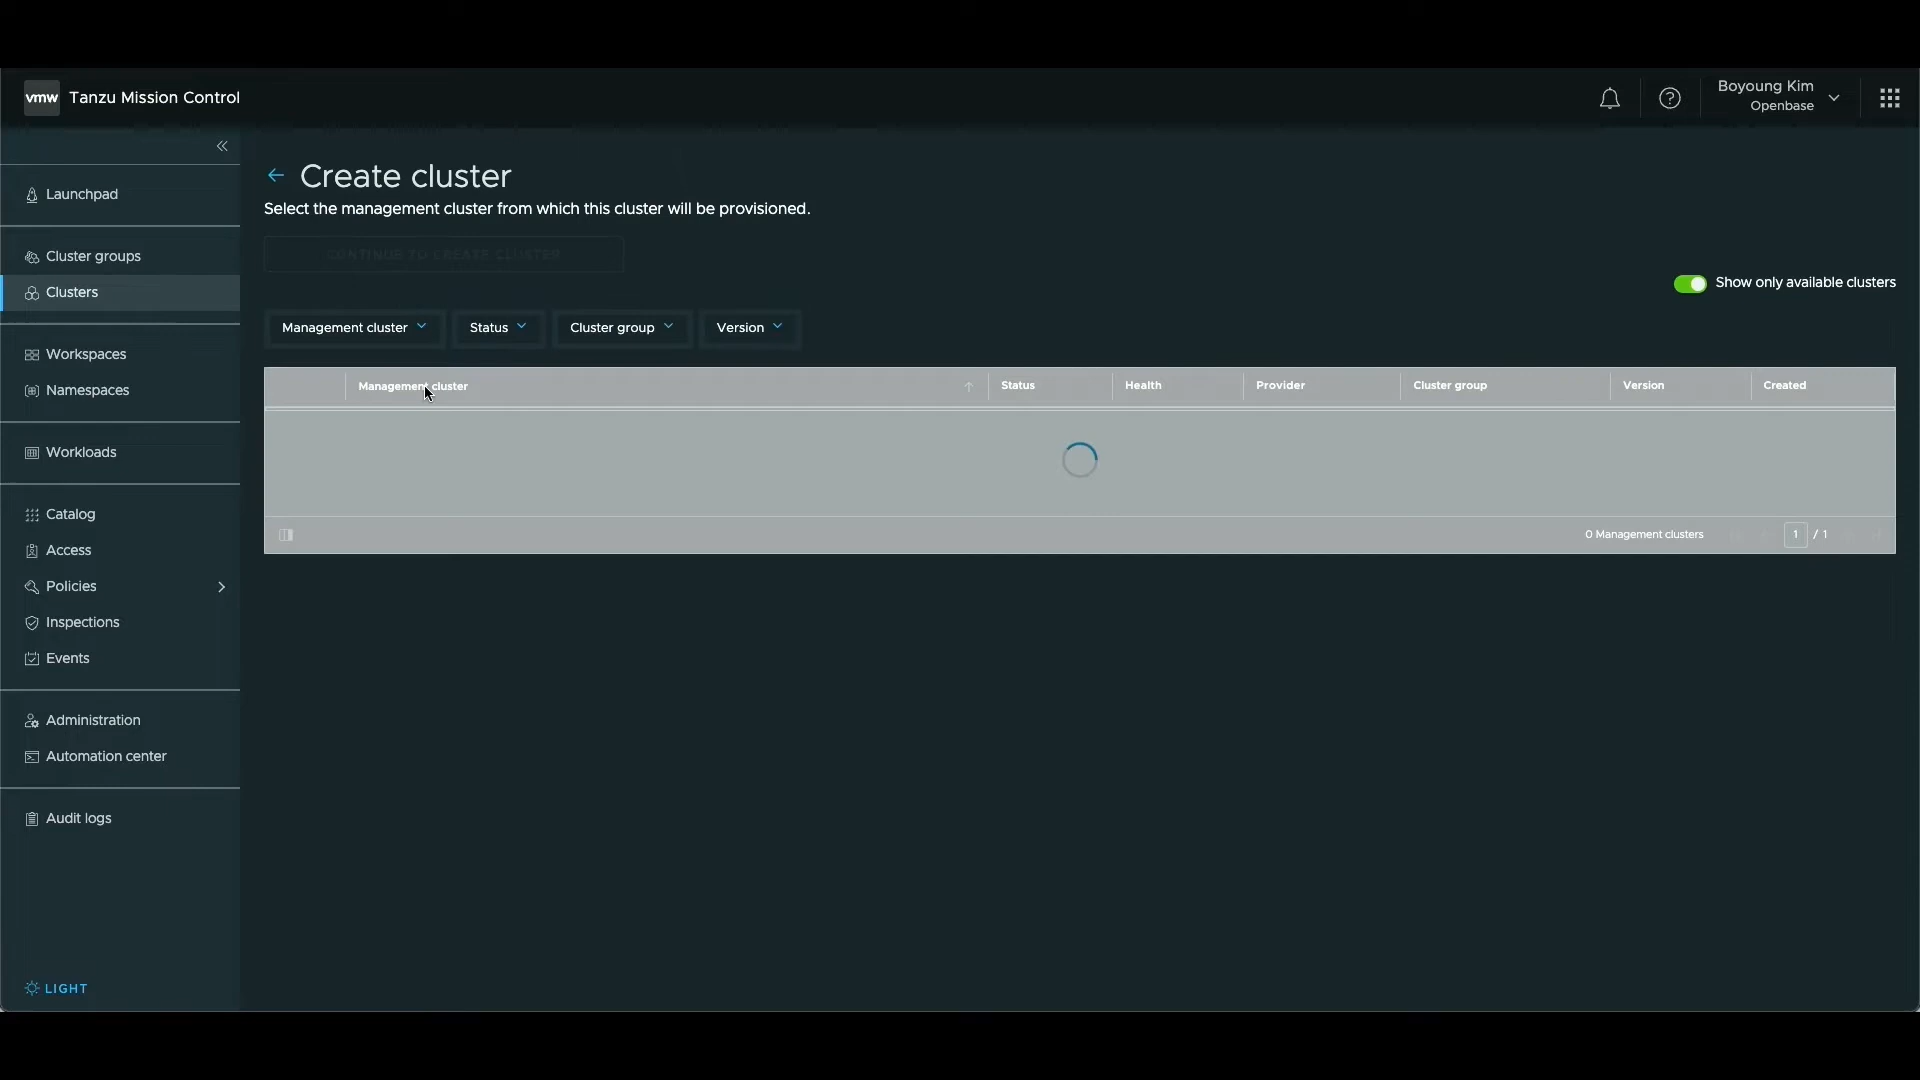 vmw Tanzu Mission Control
Boyoung Kim
Openbase
Launchpad
Cluster groups
Clusters
Workspaces
Namespaces
Workloads
Catalog
Access
Policies
Inspections
Events
Administration
Automation center
Audit logs
LIGHT
Create cluster
Select the management cluster from which this cluster will be provisioned.
CONTINUE TO CREATE CLUSTER
Show only available clusters
Management cluster Status Cluster group Version
Management cluster Status Health Provider Cluster group Version Created
0 Management clusters 1 / 1